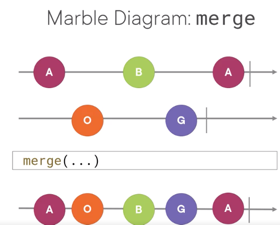 Marble Diagram: merge
A B A
O G
merge(...)
A O B G A